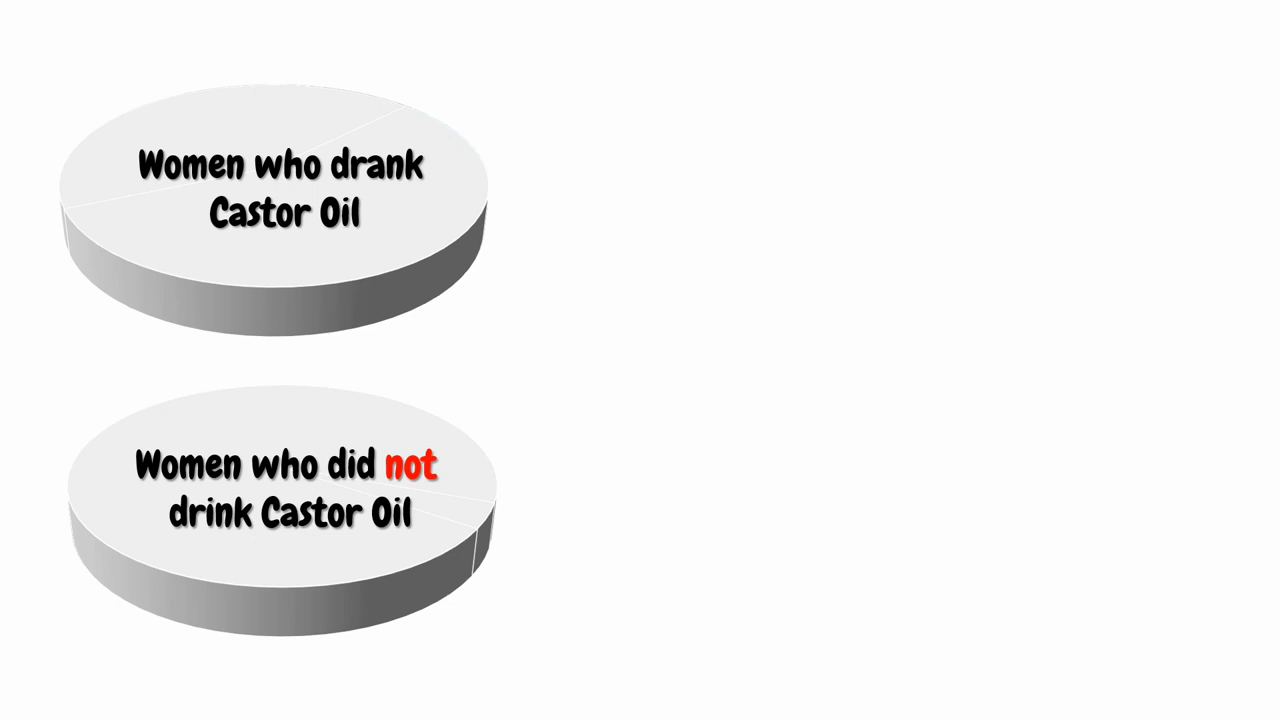 Women who drank
Castor Oil
Women who did not
drink Castor Oil